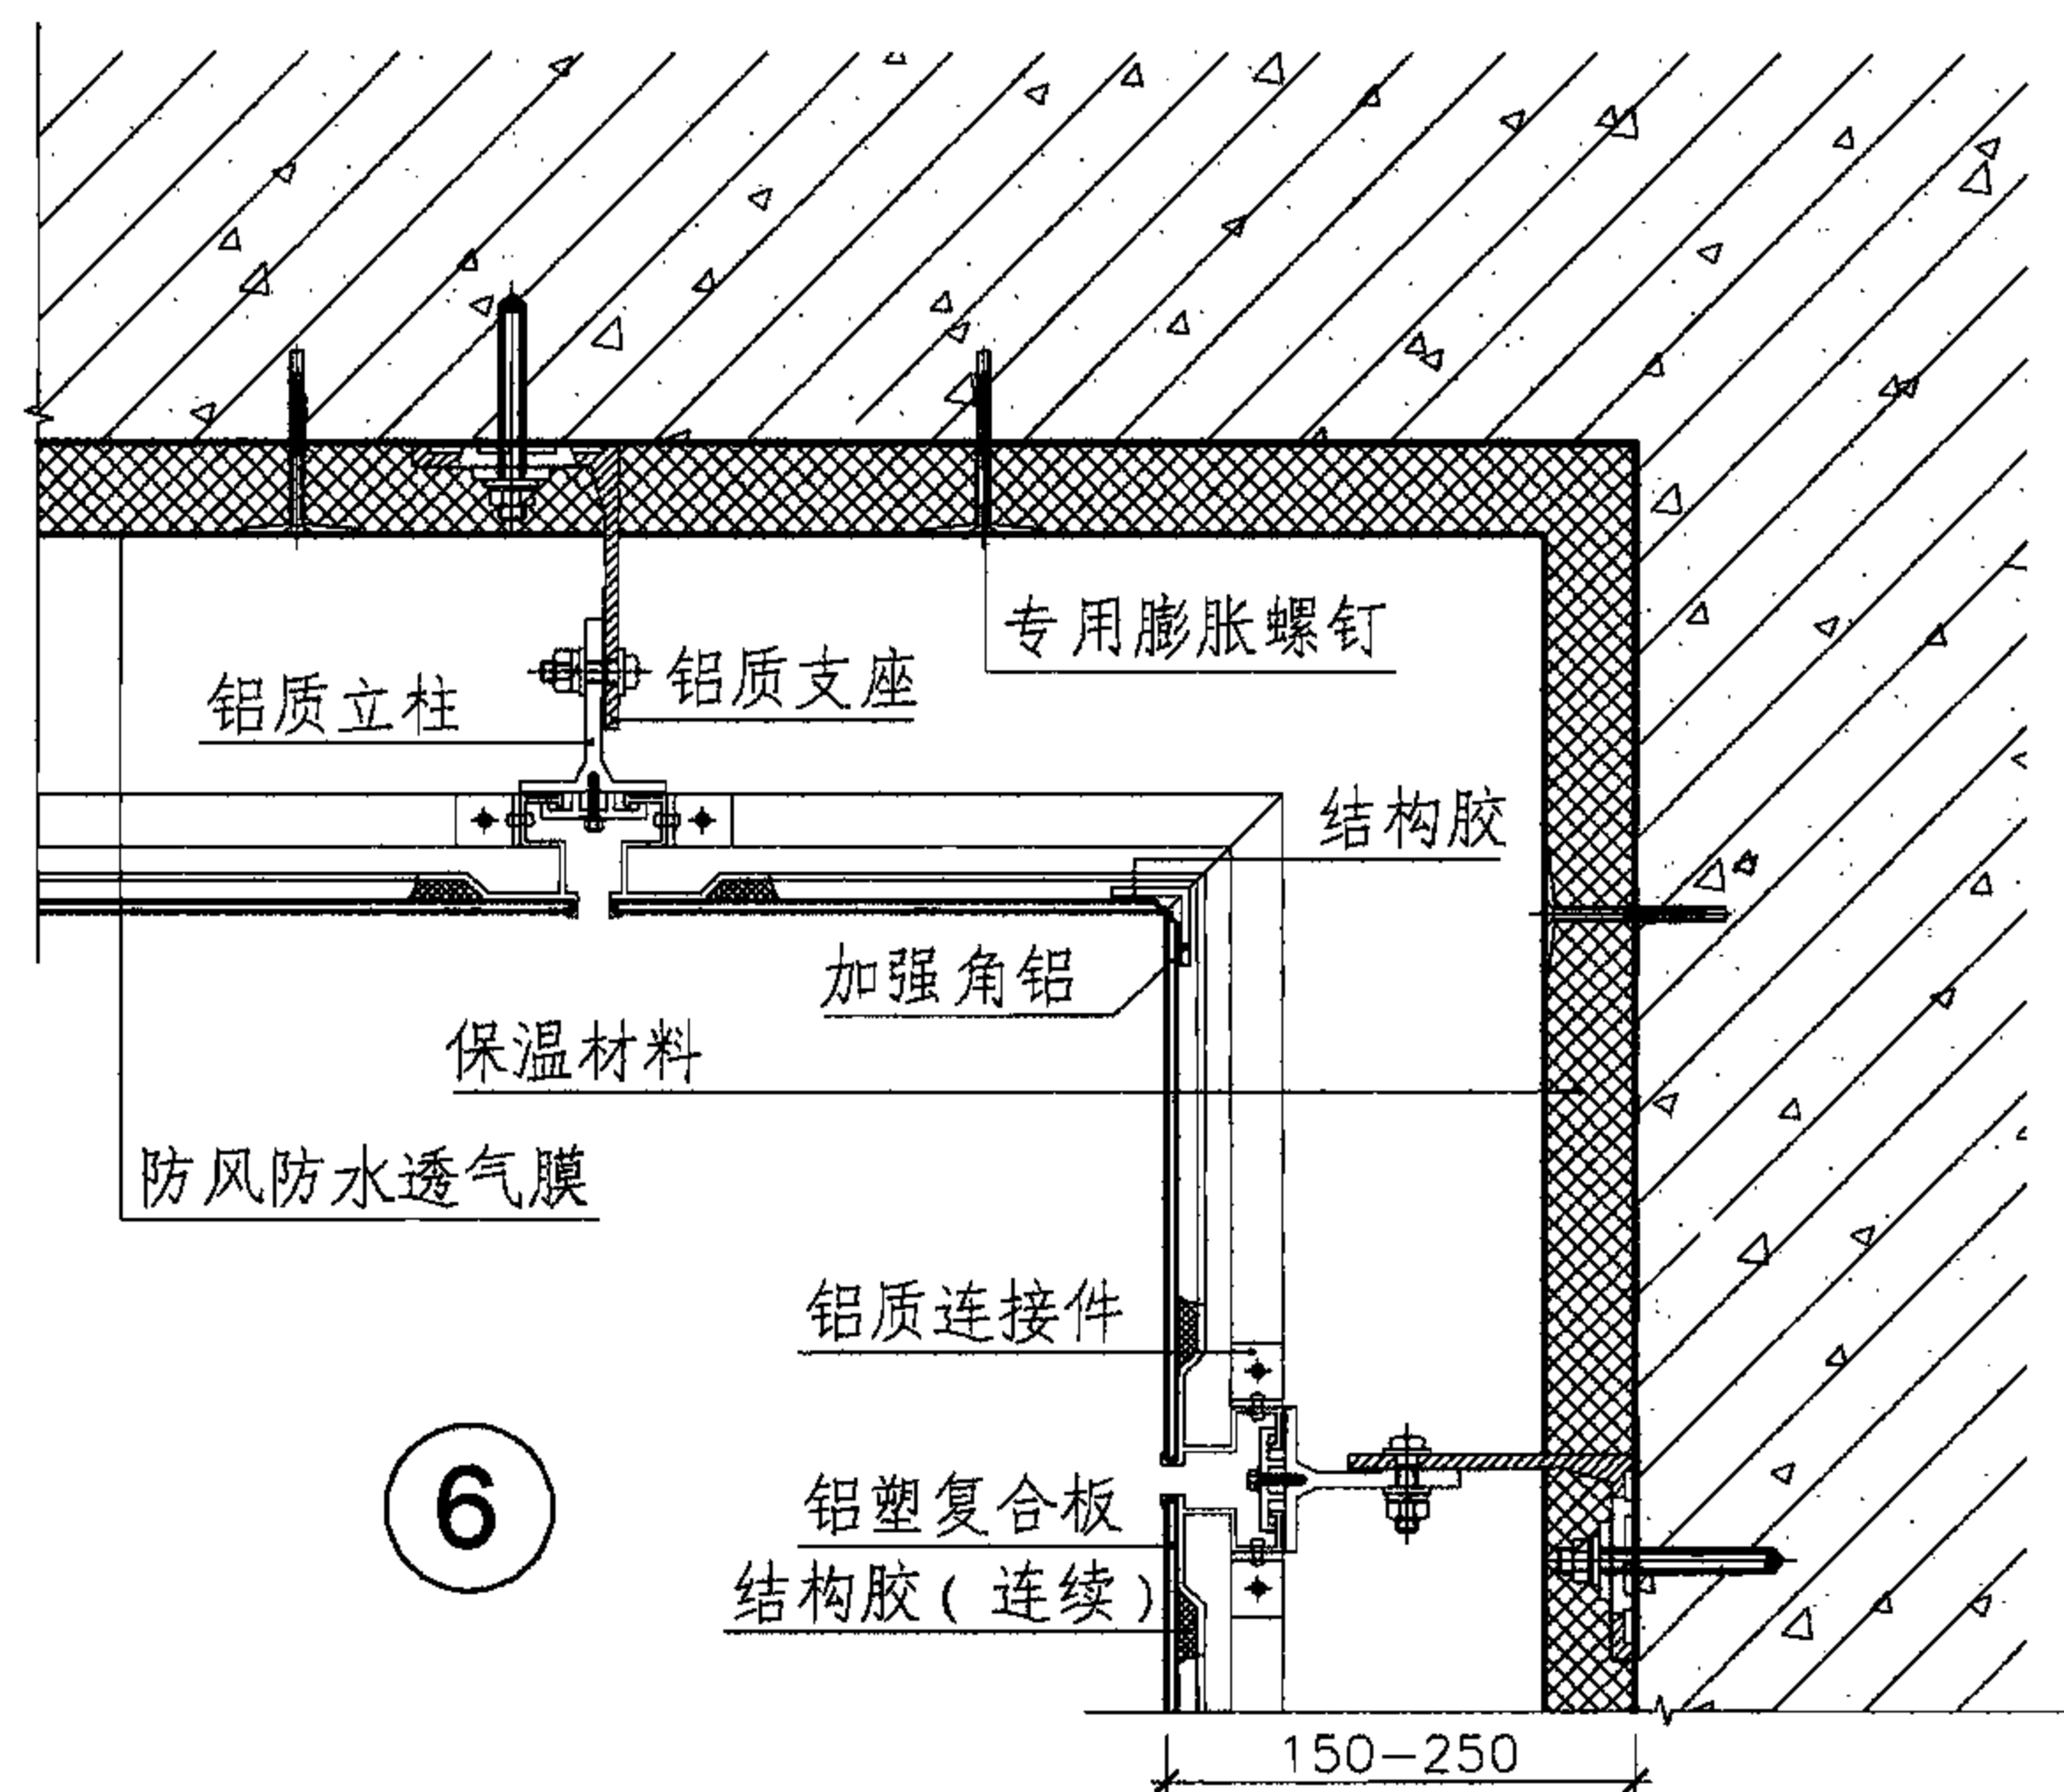 专用膨胀螺钉
铝质支座
铝质立柱
结构胶
加强角铝
保温材料
防风防水透气膜
铝质连接件
6
铝塑复合板
结构胶(连续)
150-250